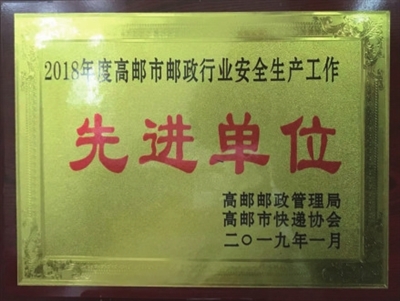 2018年度高邮市邮政行业安全生产工作
先进单位
高邮邮政管理局
高邮市快递协会
二〇一九年一月